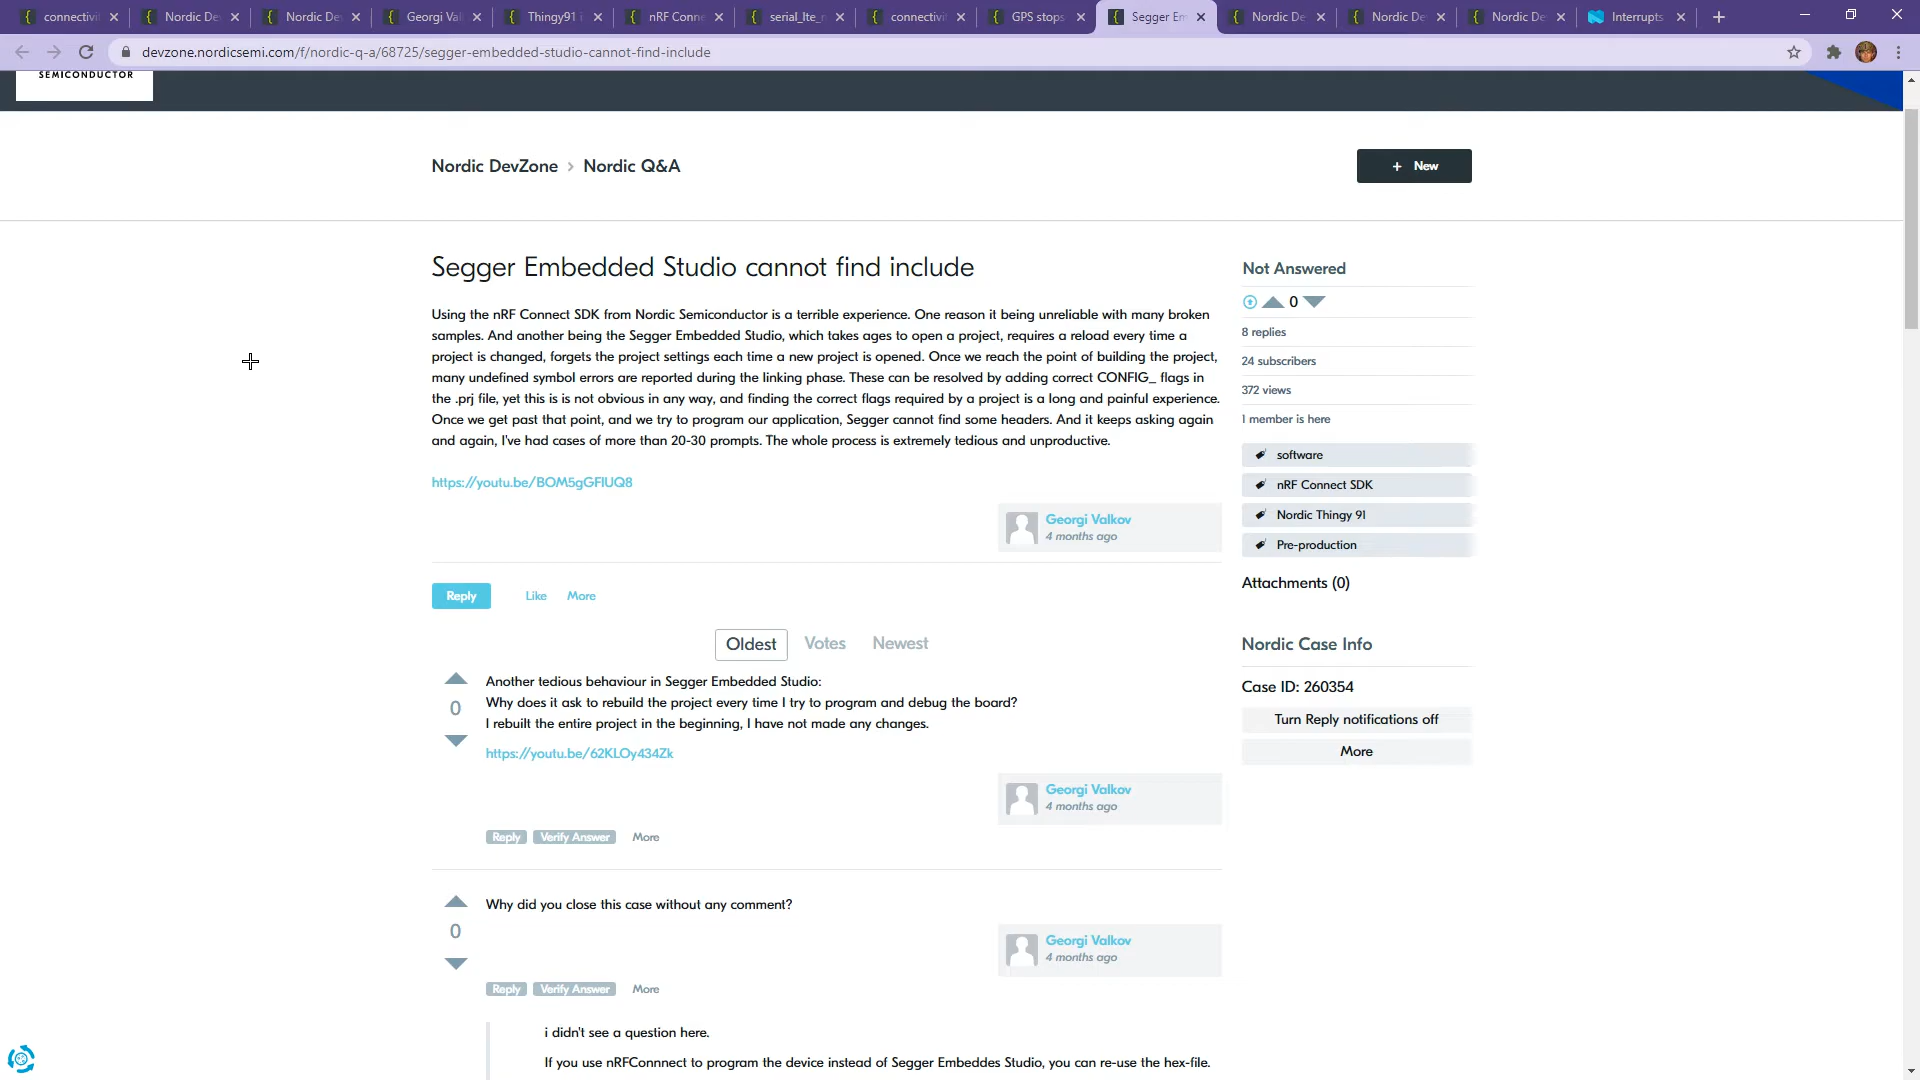 connectivi
Nordic De
Nordic De
Georgi Val
Thingy91 i
nRF Conne
serial_lte_
connectivi
GPS stops
Segger Em
Nordic De
Nordic De
Nordic De
Interrupts
devzone.nordicsemi.com/f/nordic-q-a/68725/segger-embedded-studio-cannot-find-include
SEMICONDUCTOR
Nordic DevZone > Nordic Q&A
+ New
Segger Embedded Studio cannot find include
Using the nRF Connect SDK from Nordic Semiconductor is a terrible experience. One reason it being unreliable with many broken
samples. And another being the Segger Embedded Studio, which takes ages to open a project, requires a reload every time a
project is changed, forgets the project settings each time a new project is opened. Once we reach the point of building the project,
many undefined symbol errors are reported during the linking phase. These can be resolved by adding correct CONFIG_ flags in
the .prj file, yet this is is not obvious in any way, and finding the correct flags required by a project is a long and painful experience.
Once we get past that point, and we try to program our application, Segger cannot find some headers. And it keeps asking again
and again, I've had cases of more than 20-30 prompts. The whole process is extremely tedious and unproductive.
https://youtu.be/BOM5gGFIUQ8
Georgi Valkov
4 months ago
Reply Like More
Oldest Votes Newest
0
Another tedious behaviour in Segger Embedded Studio:
Why does it ask to rebuild the project every time I try to program and debug the board?
I rebuilt the entire project in the beginning, I have not made any changes.
https://youtu.be/62KLOy434Zk
Georgi Valkov
4 months ago
Reply Verify Answer More
0
Why did you close this case without any comment?
Georgi Valkov
4 months ago
Reply Verify Answer More
i didn't see a question here.
If you use nRFConnnect to program the device instead of Segger Embeddes Studio, you can re-use the hex-file.
Not Answered
0
8 replies
24 subscribers
372 views
1 member is here
software
nRF Connect SDK
Nordic Thingy 91
Pre-production
Attachments (0)
Nordic Case Info
Case ID: 260354
Turn Reply notifications off
More